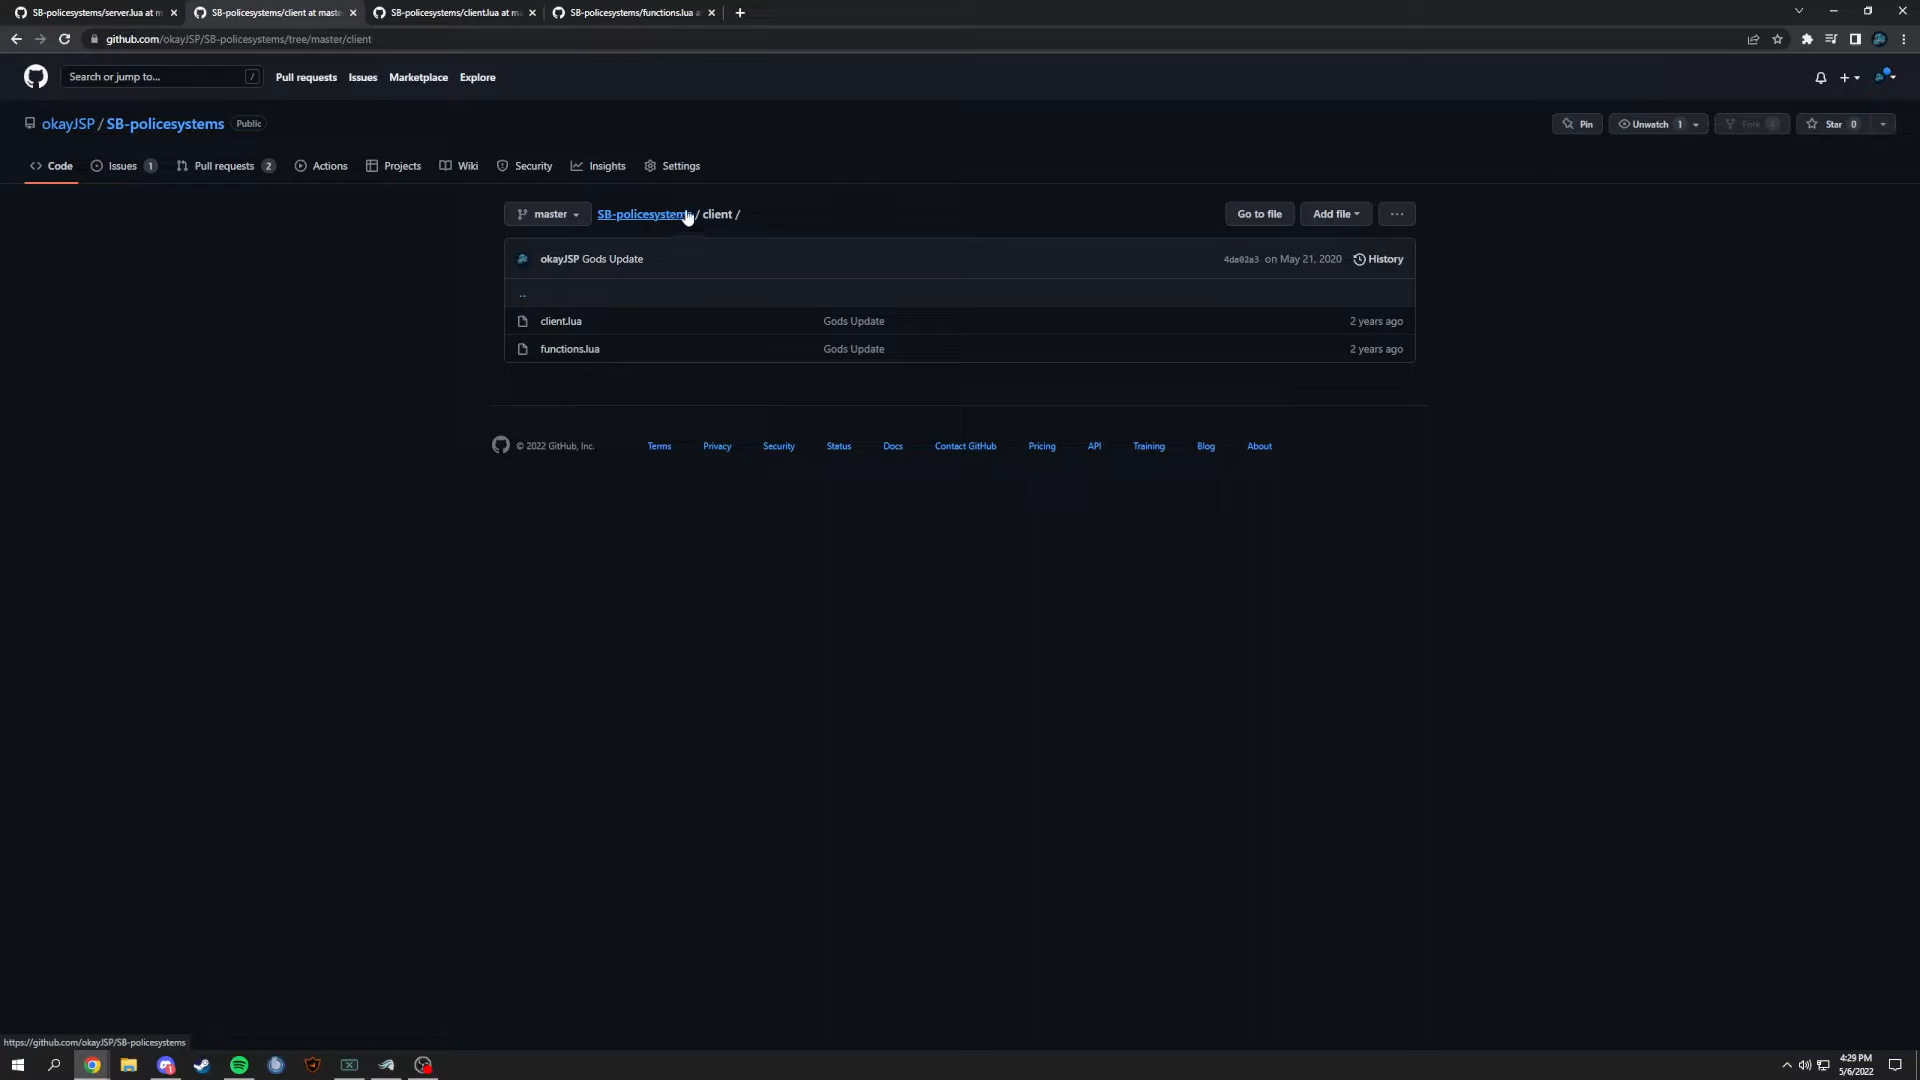 SB-policesystems/server.lua at m
SB-policesystems/client at maste
SB-policesystems/client.lua at m
SB-policesystems/functions.lua a
github.com/okayJSP/SB-policesystems/tree/master/client
Search or jump to...
/
Pull requests
Issues
Marketplace
Explore
okayJSP / SB-policesystems
Public
Pin
Unwatch 1
Fork
Star 0
Code
Issues 1
Pull requests 2
Actions
Projects
Wiki
Security
Insights
Settings
master
SB-policesystems / client /
Go to file
Add file
...
okayJSP Gods Update
4da02a3 on May 21, 2020
History
..
client.lua
Gods Update
2 years ago
functions.lua
Gods Update
2 years ago
© 2022 GitHub, Inc.
Terms
Privacy
Security
Status
Docs
Contact GitHub
Pricing
API
Training
Blog
About
https://github.com/okayJSP/SB-policesystems
4:29 PM
5/6/2022